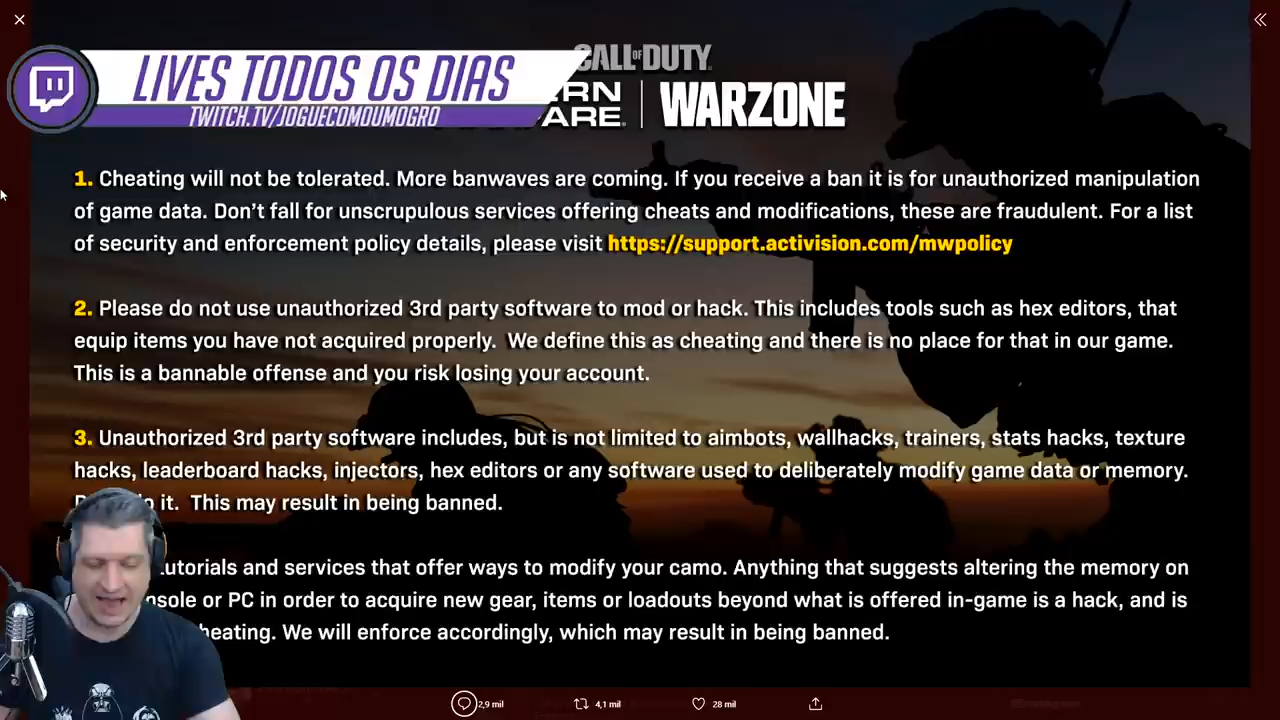 LIVES TODOS OS DIAS
TWITCH.TV/JOGUECOMOUMOGRO
CALL OF DUTY
WARZONE
1. Cheating will not be tolerated. More banwaves are coming. If you receive a ban it is for unauthorized manipulation
of game data. Don't fall for unscrupulous services offering cheats and modifications, these are fraudulent. For a list
of security and enforcement policy details, please visit https://support.activision.com/mwpolicy
2. Please do not use unauthorized 3rd party software to mod or hack. This includes tools such as hex editors, that
equip items you have not acquired properly. We define this as cheating and there is no place for that in our game.
This is a bannable offense and you risk losing your account.
3. Unauthorized 3rd party software includes, but is not limited to aimbots, wallhacks, trainers, stats hacks, texture
hacks, leaderboard hacks, injectors, hex editors or any software used to deliberately modify game data or memory.
it. This may result in being banned.
utorials and services that offer ways to modify your camo. Anything that suggests altering the memory on
nsole or PC in order to acquire new gear, items or loadouts beyond what is offered in-game is a hack, and is
heating. We will enforce accordingly, which may result in being banned.
2,9 mil
4,1 mil
28 mil